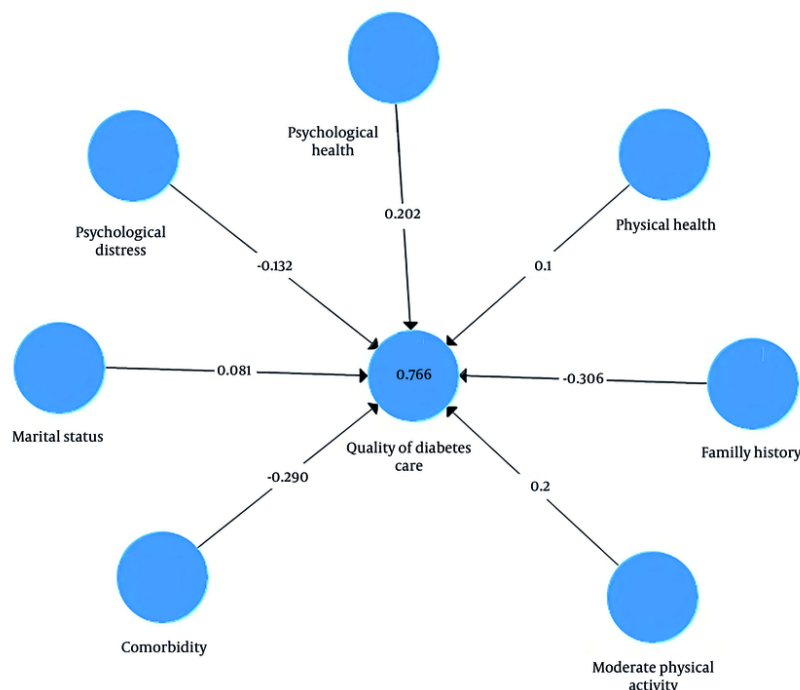 Psychological
health
Psychological
distress
Physical health
0.202
-0.132
0.1
0.081
0.766
-0.306
Marital status
Quality of diabetes
care
Familly history
-0.290
0.2
Comorbidity
Moderate physical
activity